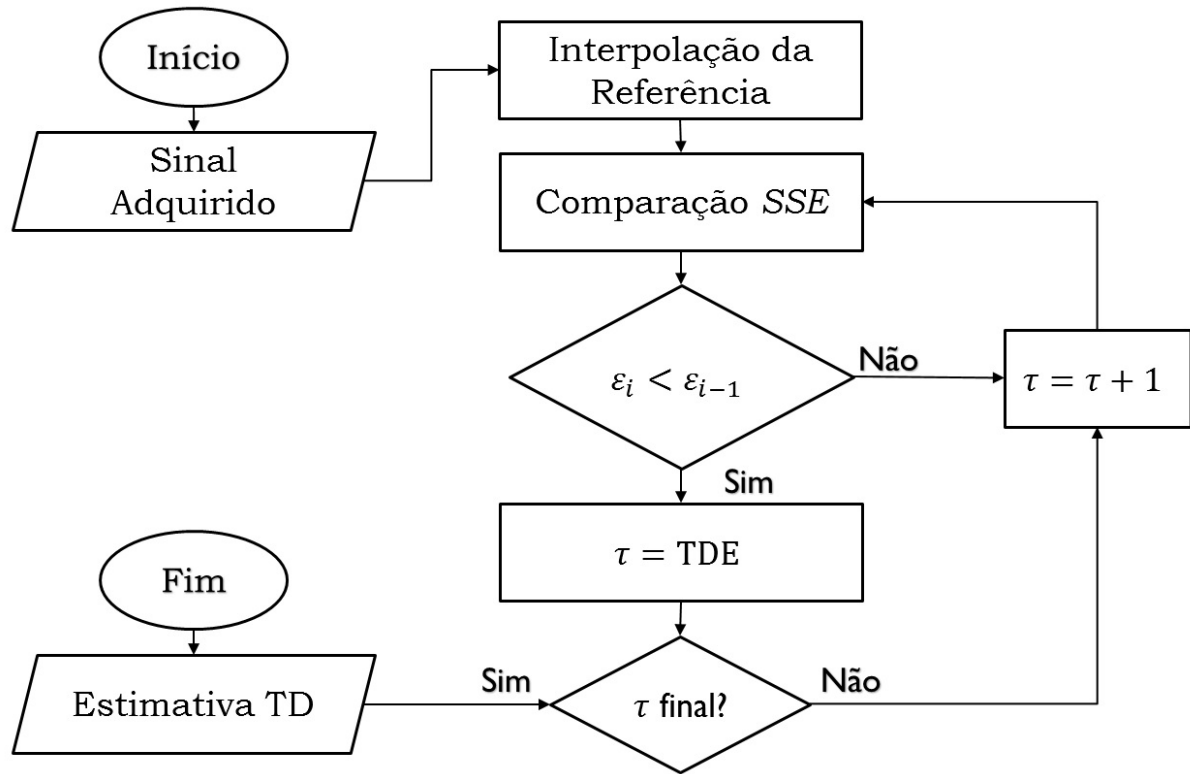 Início
Sinal
Adquirido
Interpolação da
Referência
Comparação SSE
εᵢ < εᵢ₋₁
Não
τ = τ + 1
Sim
τ = TDE
τ final?
Não
Sim
Fim
Estimativa TD